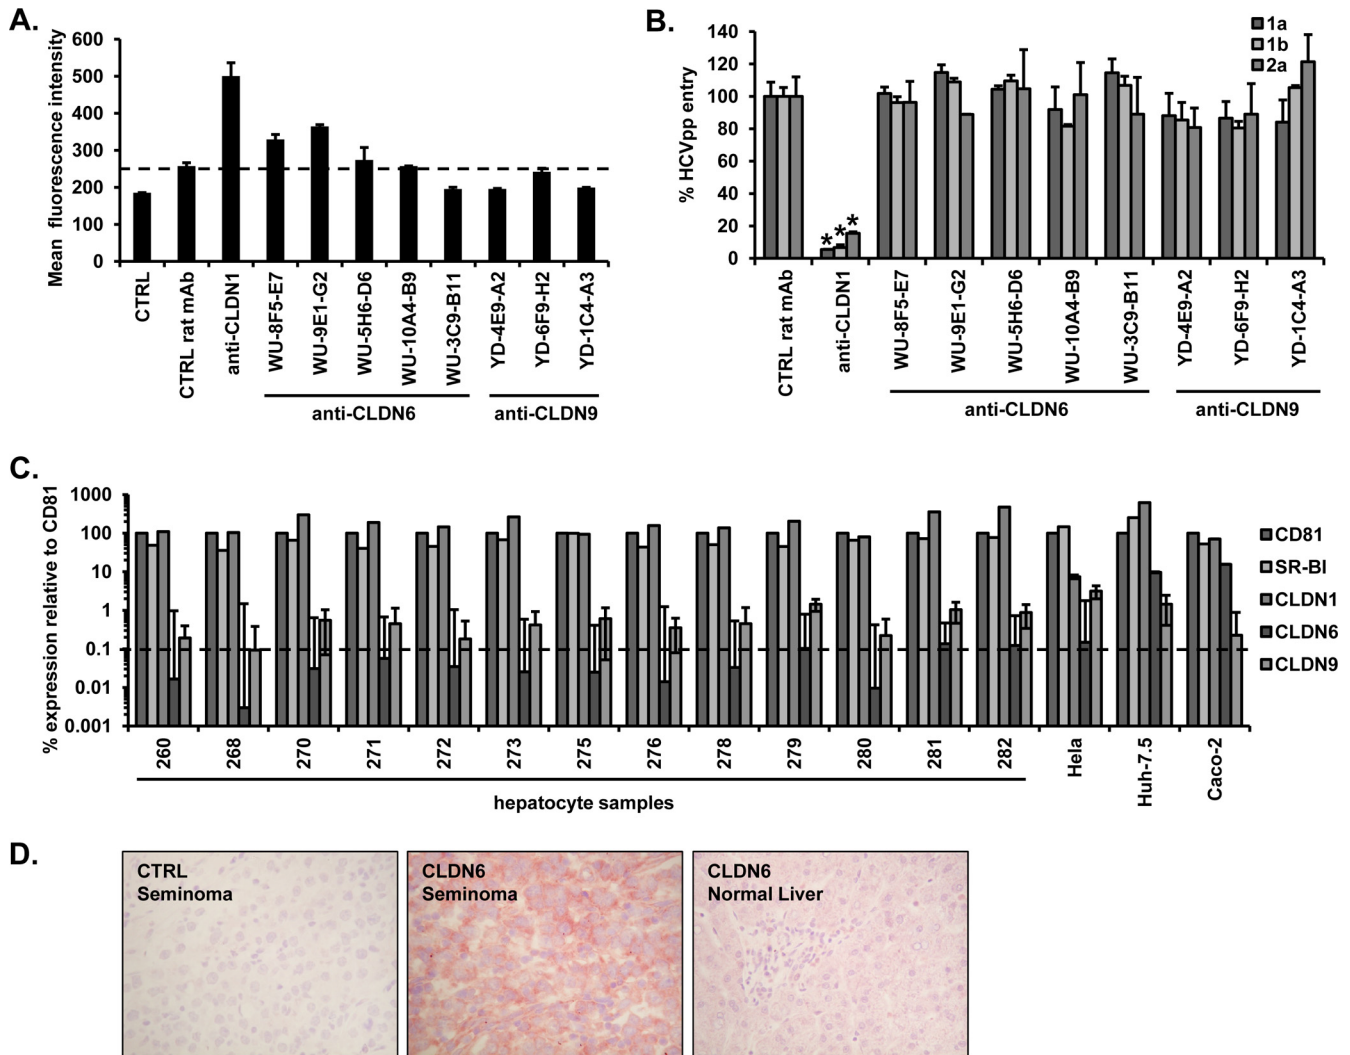 A.
Mean fluorescence intensity
600
500
400
300
200
100
0
CTRL
CTRL rat mAb
anti-CLDN1
WU-8F5-E7
WU-9E1-G2
WU-5H6-D6
WU-10A4-B9
WU-3C9-B11
YD-4E9-A2
YD-6F9-H2
YD-1C4-A3
anti-CLDN6
anti-CLDN9
B.
% HCVpp entry
140
120
100
80
60
40
20
0
1a
1b
2a
* * *
CTRL rat mAb
anti-CLDN1
WU-8F5-E7
WU-9E1-G2
WU-5H6-D6
WU-10A4-B9
WU-3C9-B11
YD-4E9-A2
YD-6F9-H2
YD-1C4-A3
anti-CLDN6
anti-CLDN9
C.
% expression relative to CD81
1000
100
10
1
0.1
0.01
0.001
260
268
270
271
272
273
275
276
278
279
280
281
282
Hela
Huh-7.5
Caco-2
hepatocyte samples
CD81
SR-BI
CLDN1
CLDN6
CLDN9
D.
CTRL
Seminoma
CLDN6
Seminoma
CLDN6
Normal Liver